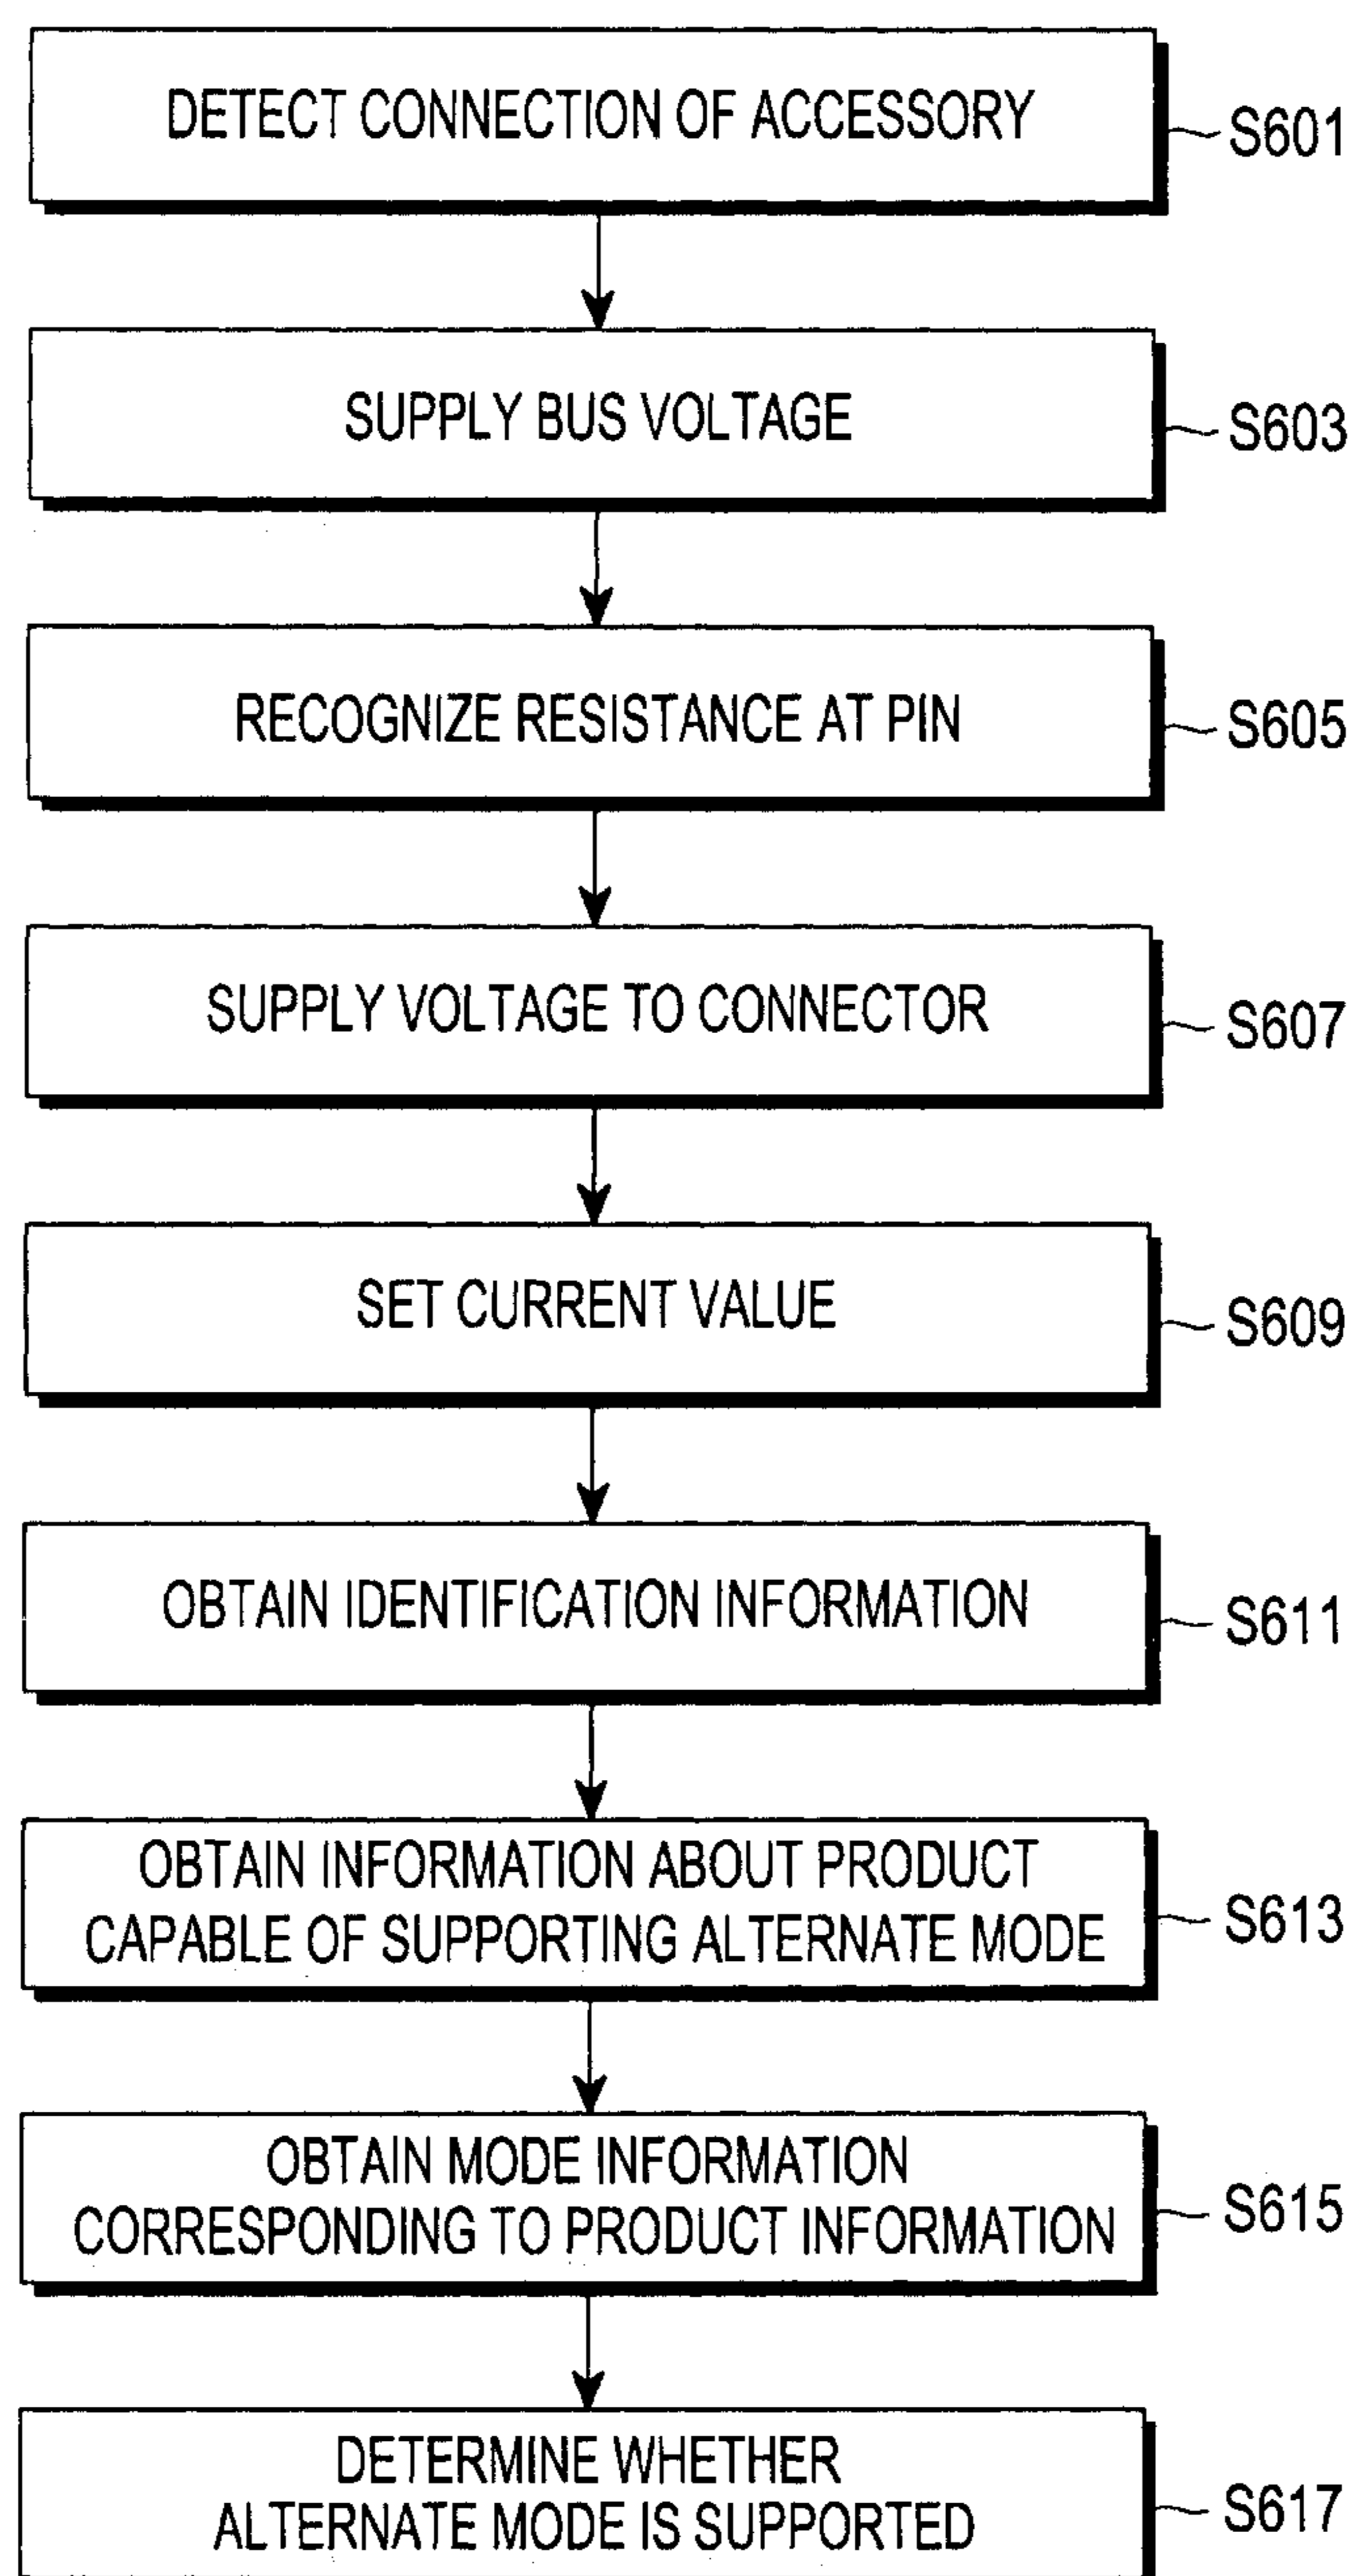 DETECT CONNECTION OF ACCESSORY
S601
SUPPLY BUS VOLTAGE
S603
RECOGNIZE RESISTANCE AT PIN
S605
SUPPLY VOLTAGE TO CONNECTOR
S607
SET CURRENT VALUE
S609
OBTAIN IDENTIFICATION INFORMATION
S611
OBTAIN INFORMATION ABOUT PRODUCT
CAPABLE OF SUPPORTING ALTERNATE MODE
S613
OBTAIN MODE INFORMATION
CORRESPONDING TO PRODUCT INFORMATION
S615
DETERMINE WHETHER
ALTERNATE MODE IS SUPPORTED
S617